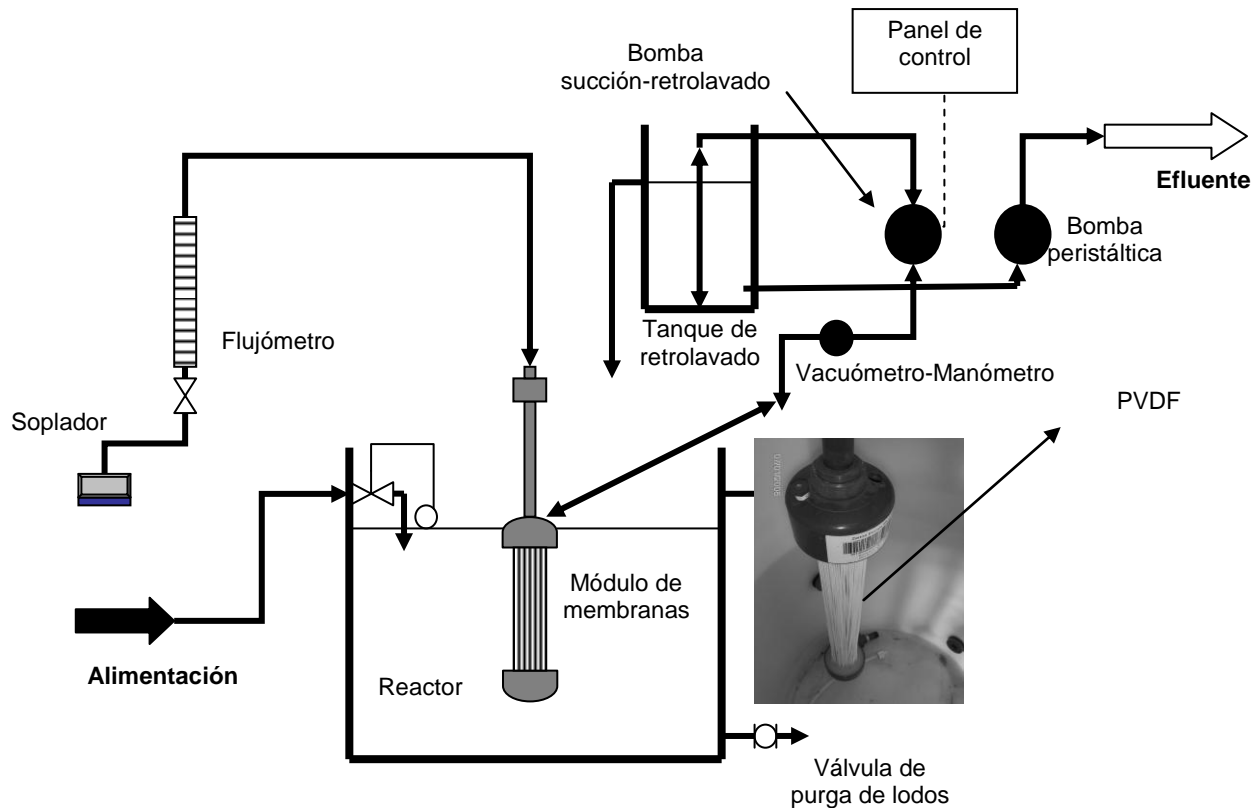 Panel de
control
Bomba
succión-retrolavado
Efluente
Bomba
peristáltica
Flujómetro
Tanque de
retrolavado
Vacuómetro-Manómetro
PVDF
Soplador
Módulo de
membranas
Alimentación
Reactor
Válvula de
purga de lodos